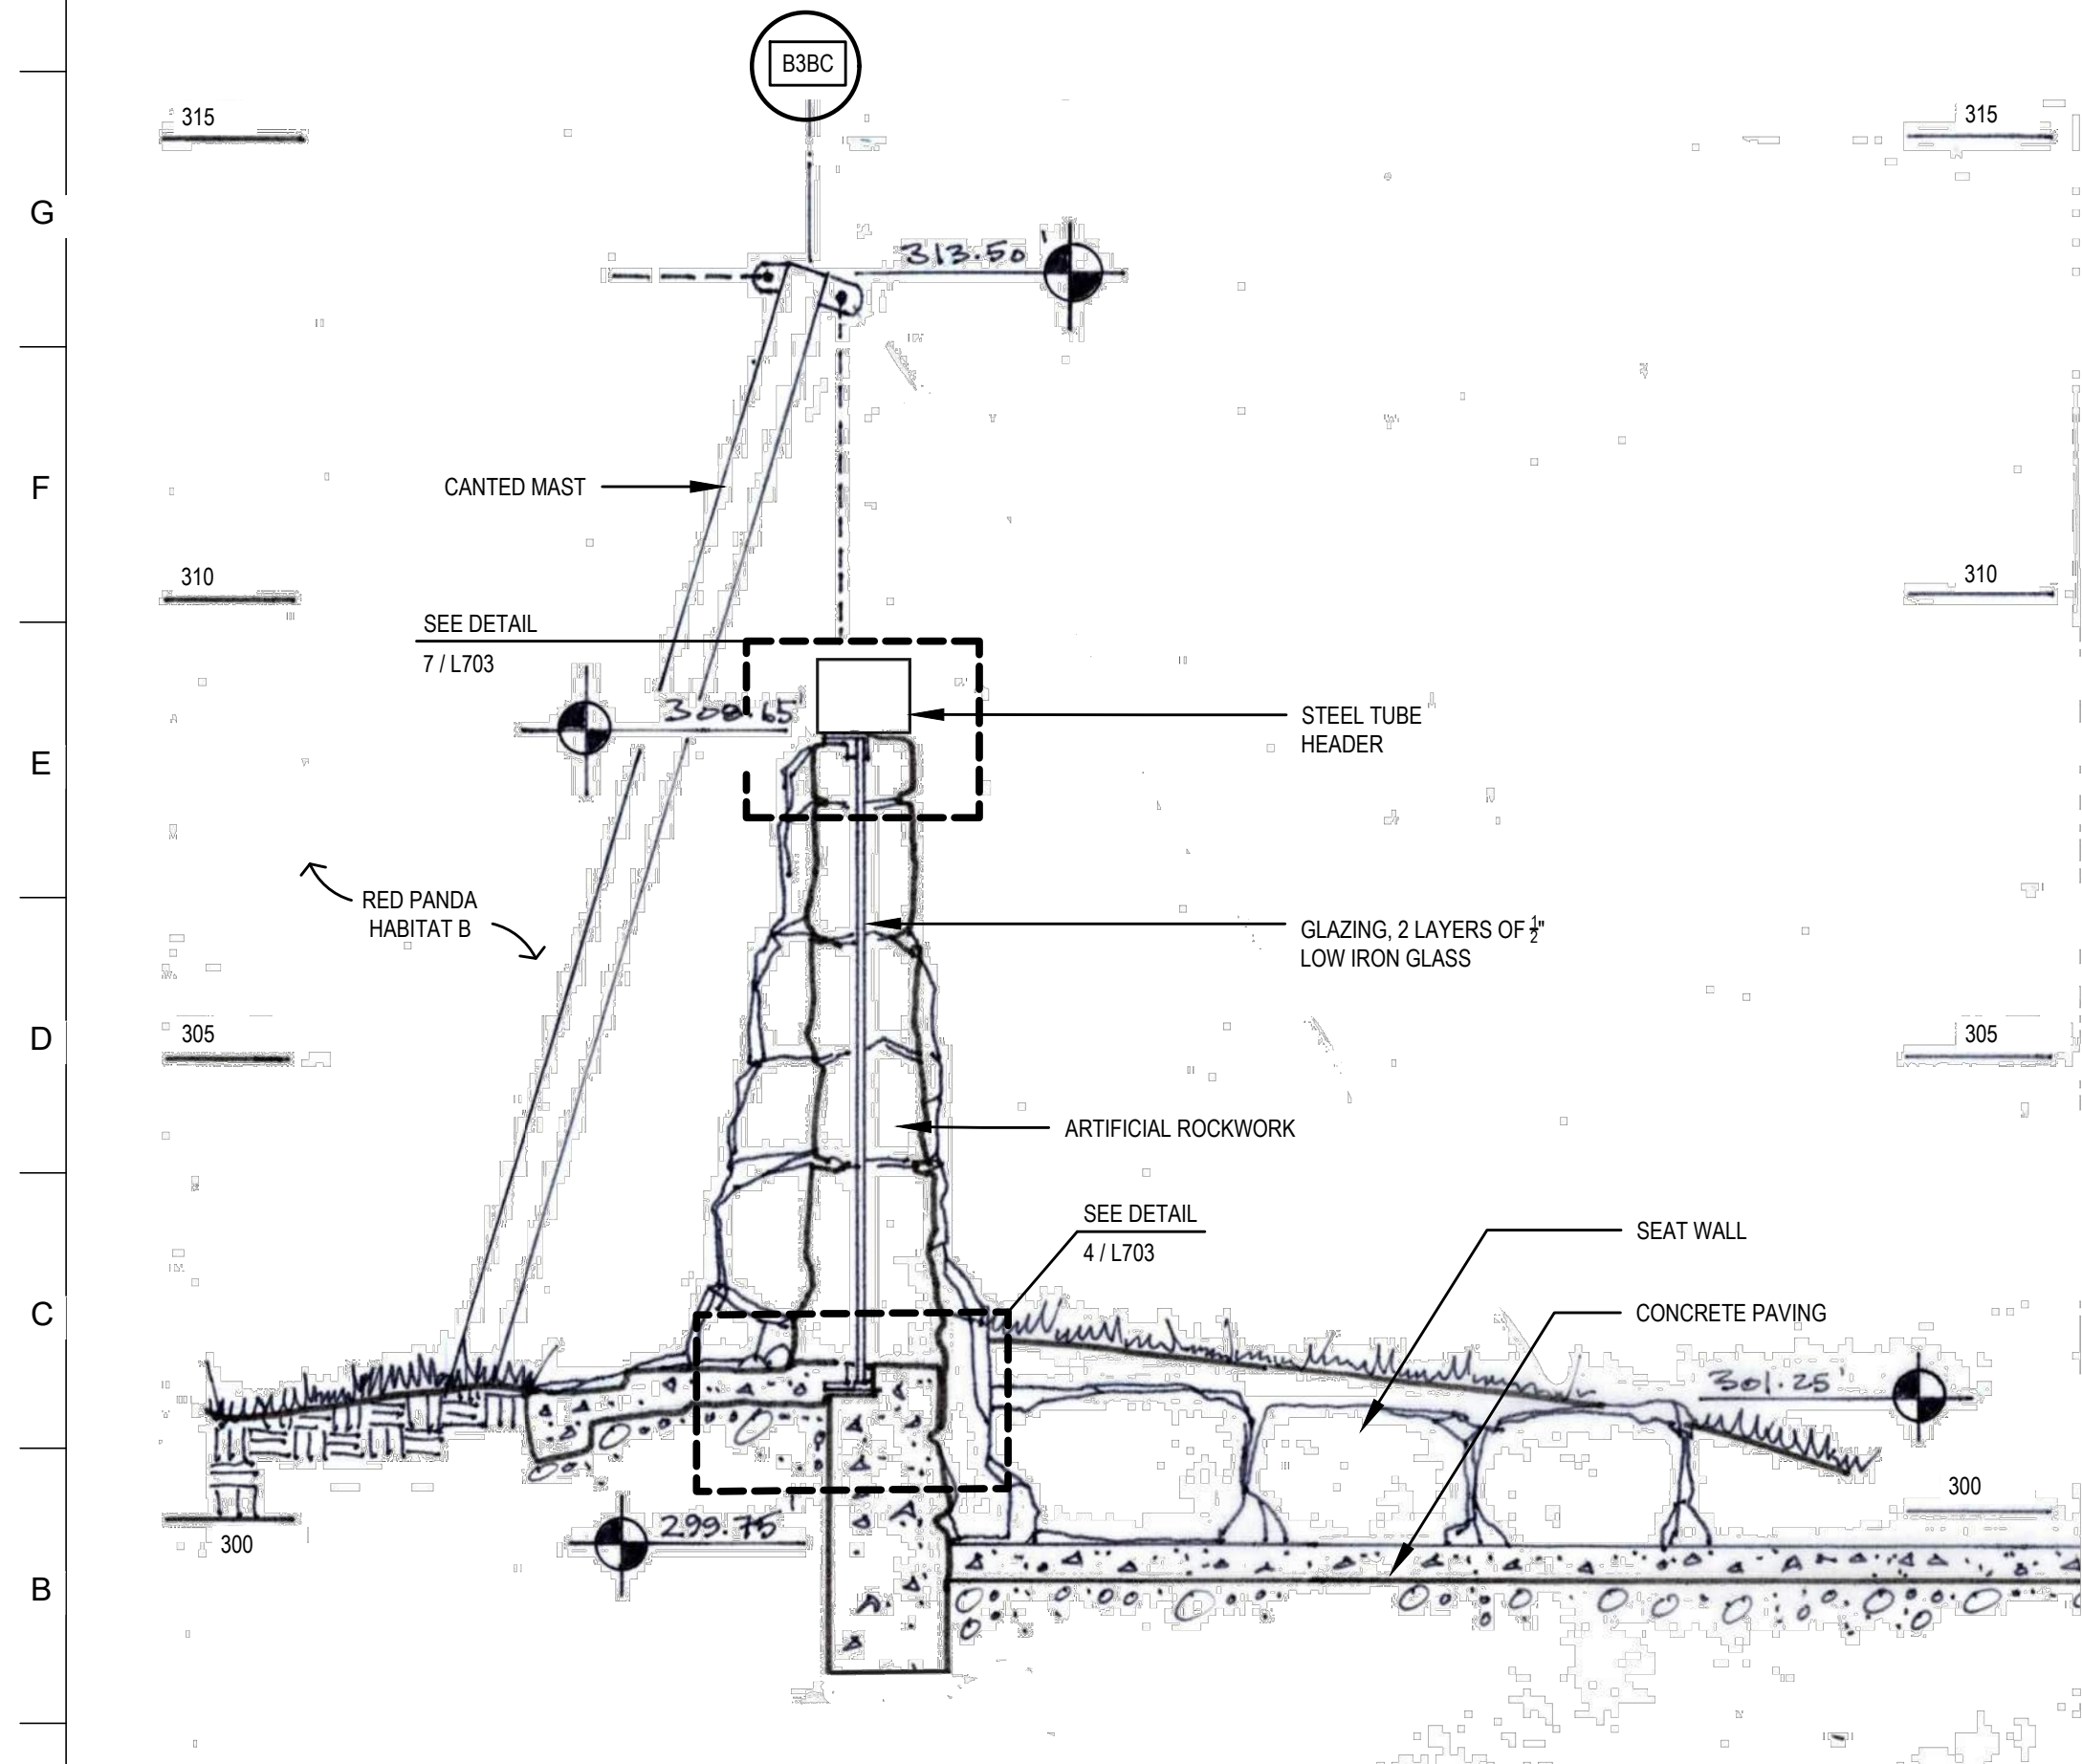 B3BC
315
315
G
313.50'
F
CANTED MAST
310
310
SEE DETAIL
7 / L703
308.65'
STEEL TUBE
HEADER
E
RED PANDA
HABITAT B
GLAZING, 2 LAYERS OF 1/2"
LOW IRON GLASS
D
305
305
ARTIFICIAL ROCKWORK
SEE DETAIL
4 / L703
SEAT WALL
C
CONCRETE PAVING
301.25'
300
299.75'
300
B